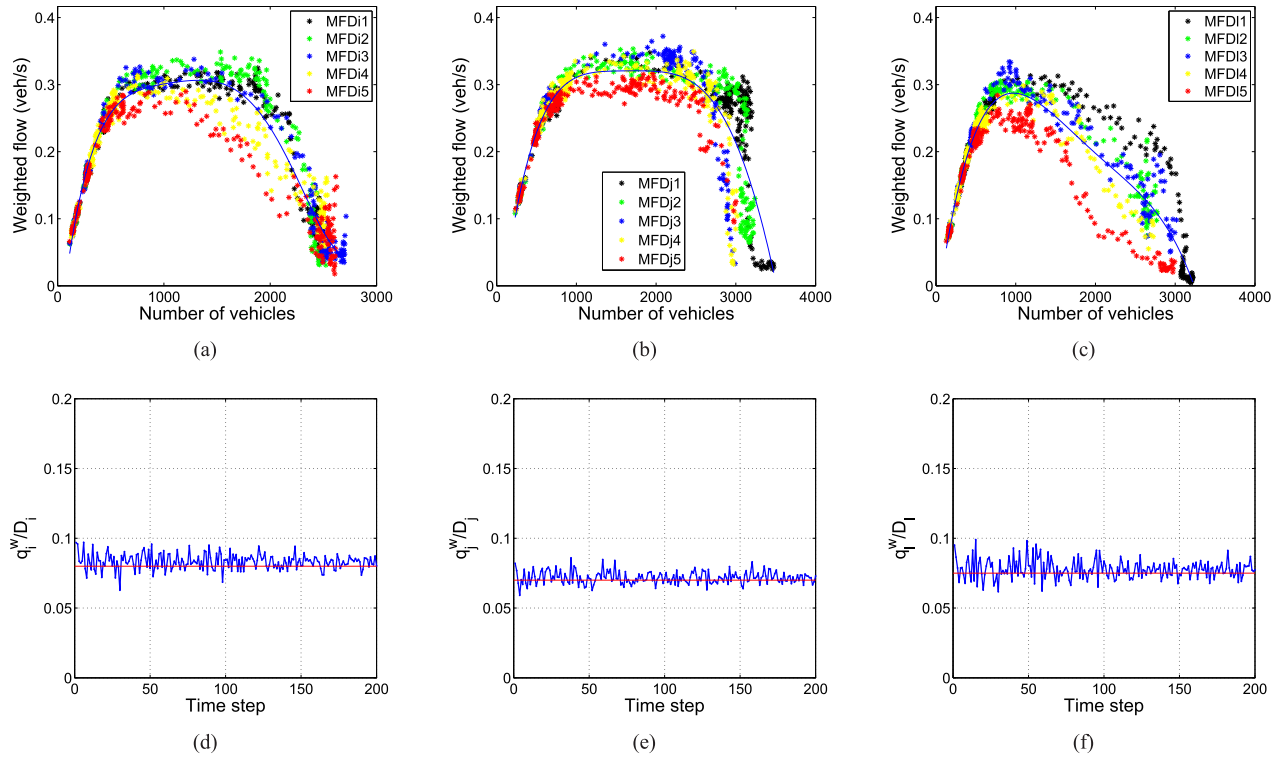 0.4
0.3
0.2
0.1
0
0 1000 2000 3000
Weighted flow (veh/s)
Number of vehicles
MFDi1
MFDi2
MFDi3
MFDi4
MFDi5
(a)
0.4
0.3
0.2
0.1
0
0 1000 2000 3000 4000
Weighted flow (veh/s)
Number of vehicles
MFDj1
MFDj2
MFDj3
MFDj4
MFDj5
(b)
0.4
0.3
0.2
0.1
0
0 1000 2000 3000 4000
Weighted flow (veh/s)
Number of vehicles
MFDl1
MFDl2
MFDl3
MFDl4
MFDl5
(c)
0.2
0.15
0.1
0.05
0
0 50 100 150 200
q_i^w/D_i
Time step
(d)
0.2
0.15
0.1
0.05
0
0 50 100 150 200
q_j^w/D_j
Time step
(e)
0.2
0.15
0.1
0.05
0
0 50 100 150 200
q_l^w/D_l
Time step
(f)